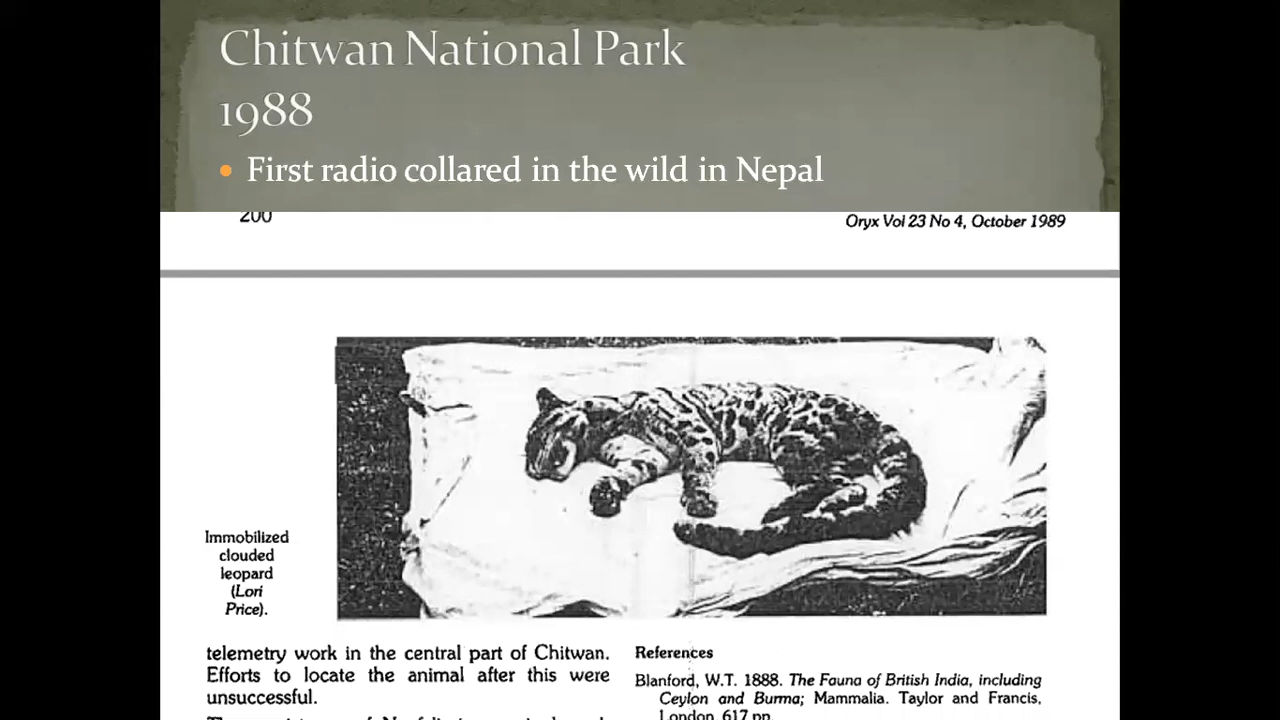 Chitwan National Park
1988
• First radio collared in the wild in Nepal
200
Oryx Vol 23 No 4, October 1989
Immobilized
clouded
leopard
(Lori
Price).
telemetry work in the central part of Chitwan.
Efforts to locate the animal after this were
unsuccessful.
References
Blanford, W.T. 1888. The Fauna of British India, including
Ceylon and Burma; Mammalia. Taylor and Francis,
London. 617 pp.